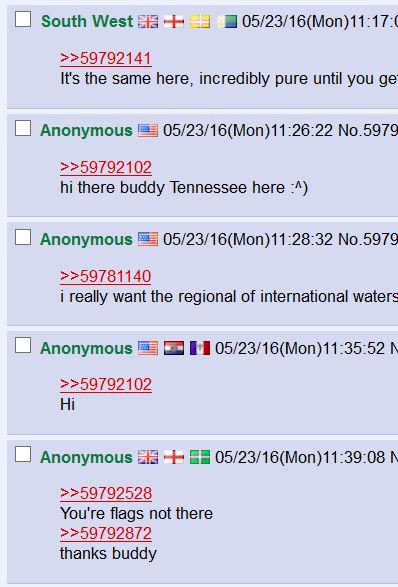 South West 05/23/16(Mon)11:17:0
>>59792141
It's the same here, incredibly pure until you get
Anonymous 05/23/16(Mon)11:26:22 No.5979
>>59792102
hi there buddy Tennessee here :^)
Anonymous 05/23/16(Mon)11:28:32 No.5979
>>59781140
i really want the regional of international waters
Anonymous 05/23/16(Mon)11:35:52 N
>>59792102
Hi
Anonymous 05/23/16(Mon)11:39:08 N
>>59792528
You're flags not there
>>59792872
thanks buddy